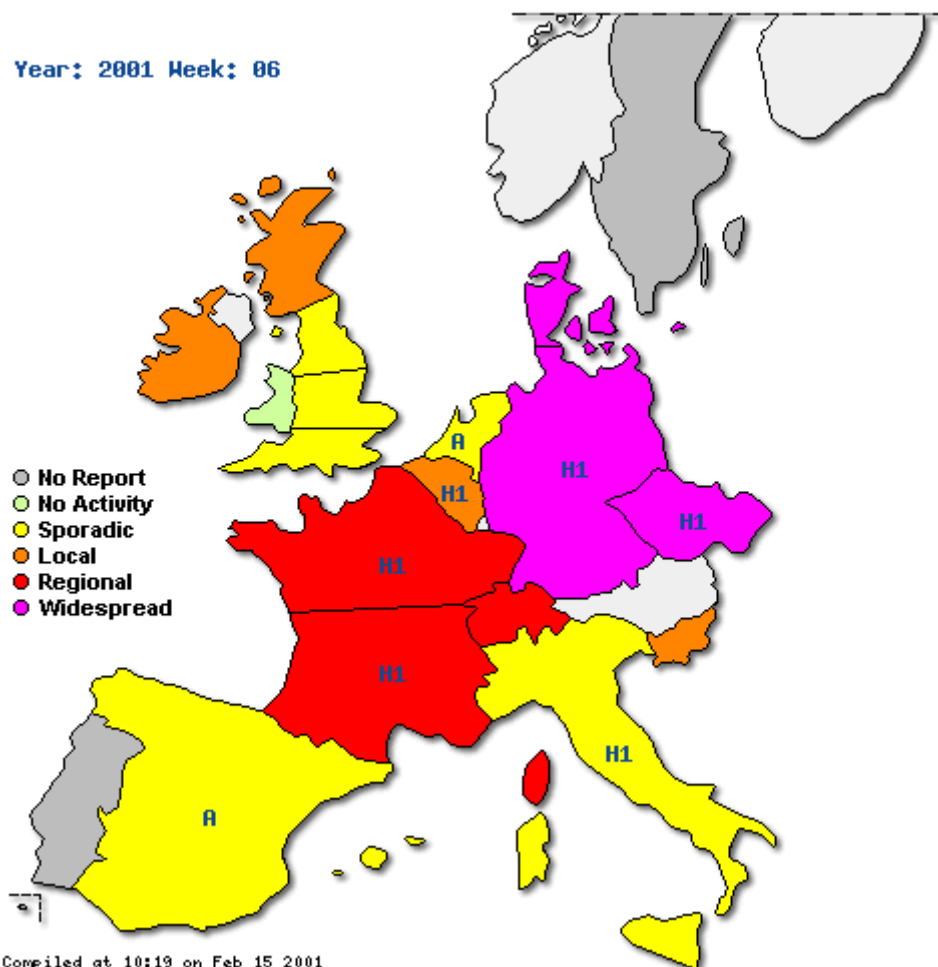 Year: 2001 Week: 06
A
H1
H1
H1
No Report
No Activity
Sporadic
Local
Regional
Widespread
H1
H1
H1
A
Compiled at 10:19 on Feb 15 2001